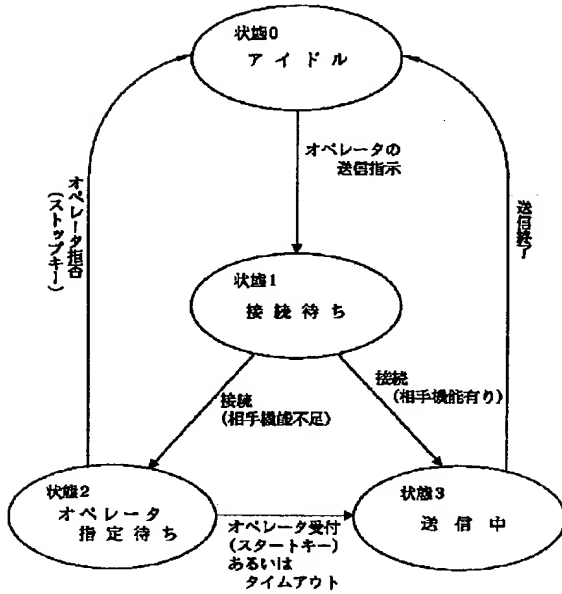 状態0
アイドル
オペレータの
送信指示
オペレータ拒否
(ストップキー)
送信終了
状態1
接続待ち
接続
(相手機能不足)
接続
(相手機能有り)
状態2
オペレータ
指定待ち
オペレータ受付
(スタートキー)
あるいは
タイムアウト
状態3
送信中